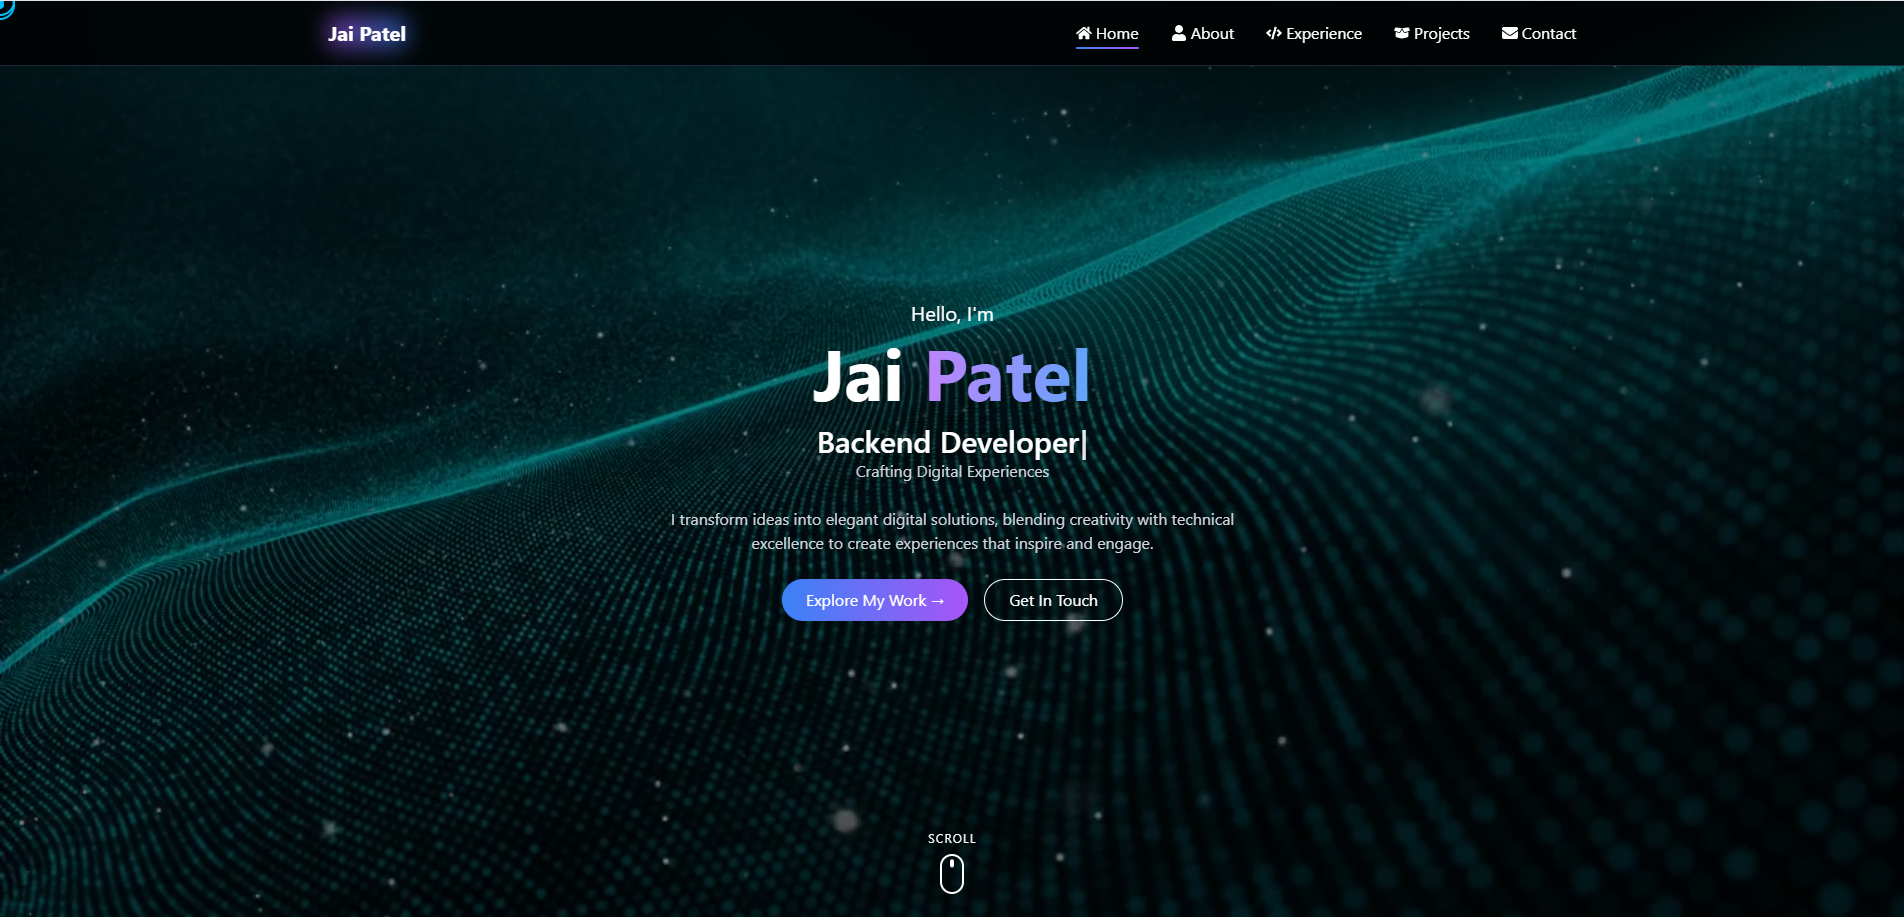 Jai Patel
Home About Experience Projects Contact
Hello, I'm
Jai Patel
Backend Developer|
Crafting Digital Experiences
I transform ideas into elegant digital solutions, blending creativity with technical
excellence to create experiences that inspire and engage.
Explore My Work → Get In Touch
SCROLL